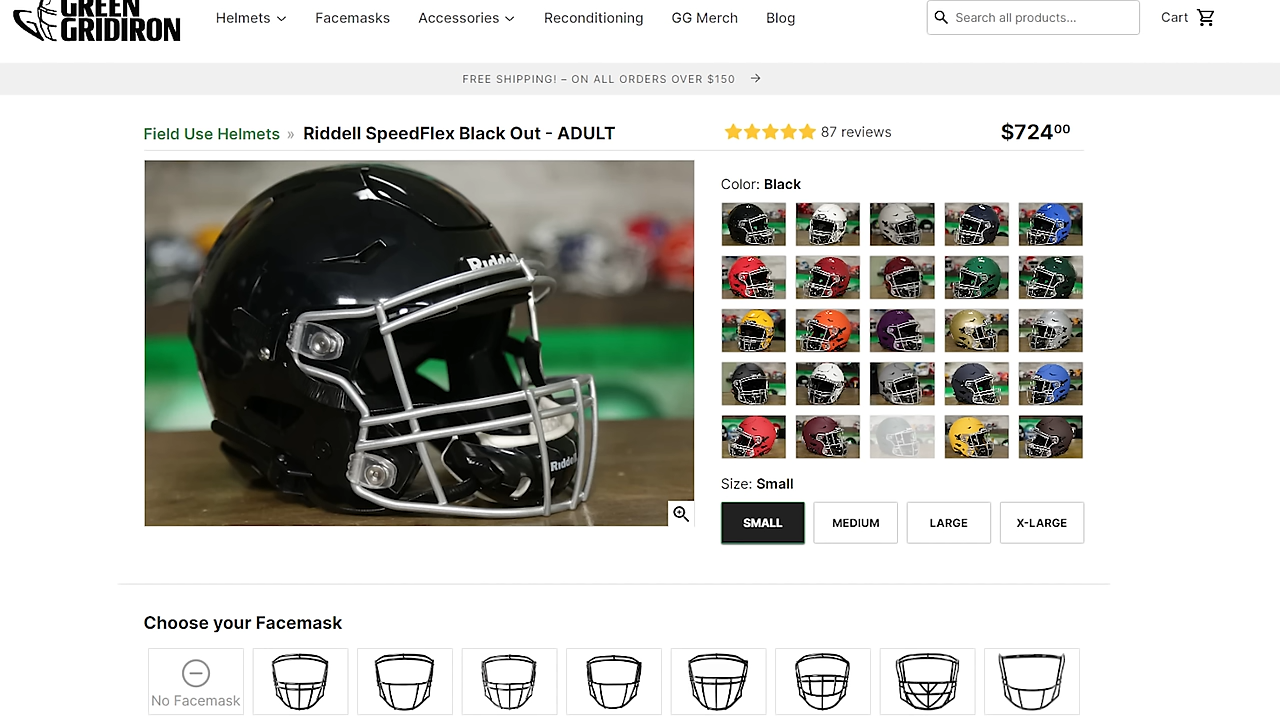 GREEN
GRIDIRON
Helmets
Facemasks
Accessories
Reconditioning
GG Merch
Blog
Search all products...
Cart
FREE SHIPPING! – ON ALL ORDERS OVER $150
Field Use Helmets » Riddell SpeedFlex Black Out - ADULT
87 reviews
$724.00
Riddell
Riddell
Color: Black
Size: Small
SMALL
MEDIUM
LARGE
X-LARGE
Choose your Facemask
No Facemask